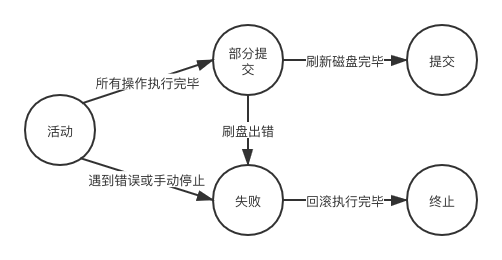 部分提
交
刷新磁盘完毕
提交
所有操作执行完毕
活动
刷盘出错
遇到错误或手动停止
失败
回滚执行完毕
终止